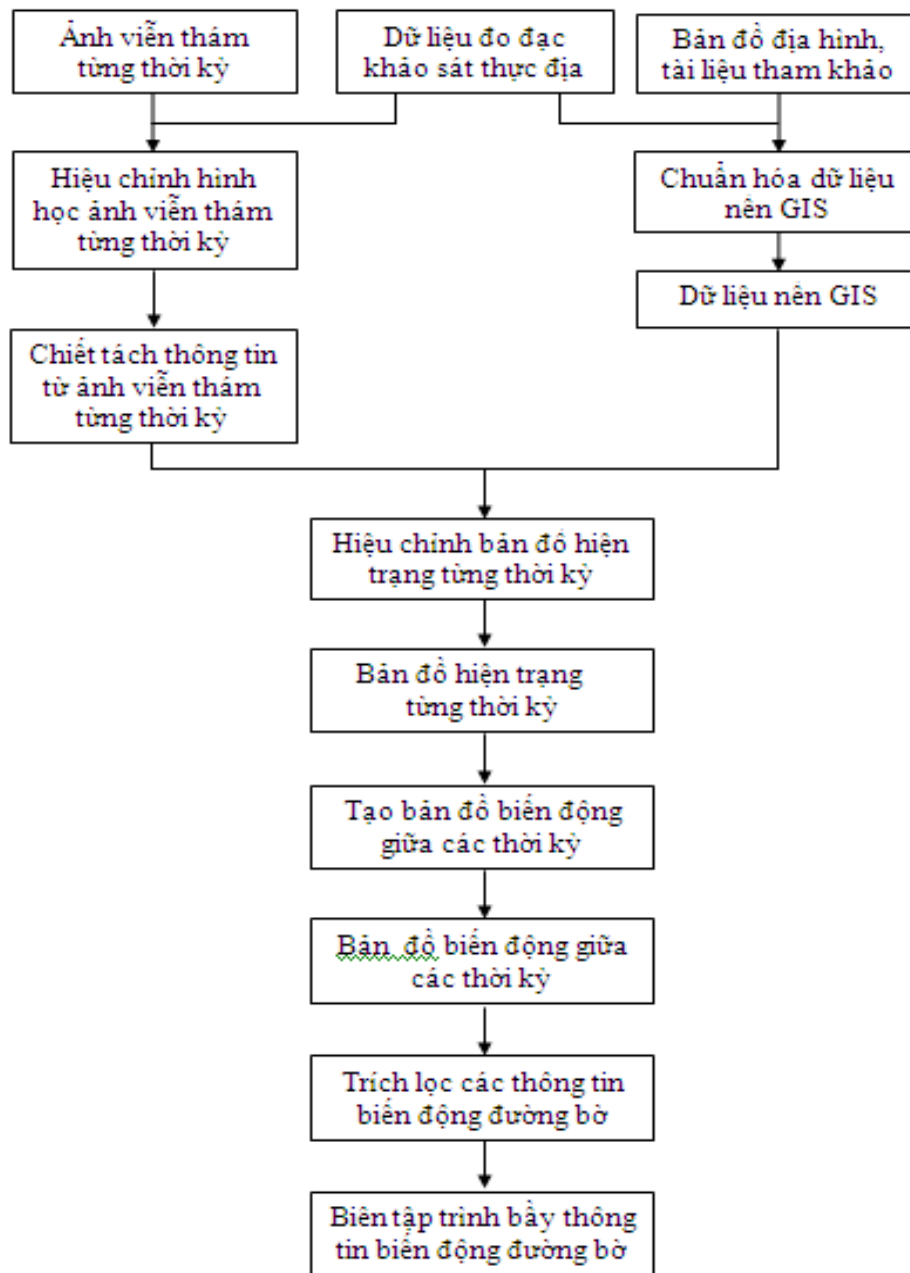 Ảnh viễn thám
từng thời kỳ
Dữ liệu đo đạc
khảo sát thực địa
Bản đồ địa hình,
tài liệu tham khảo
Hiệu chỉnh hình
học ảnh viễn thám
từng thời kỳ
Chuẩn hóa dữ liệu
nền GIS
Dữ liệu nền GIS
Chiết tách thông tin
từ ảnh viễn thám
từng thời kỳ
Hiệu chỉnh bản đồ hiện
trạng từng thời kỳ
Bản đồ hiện trạng
từng thời kỳ
Tạo bản đồ biến động
giữa các thời kỳ
Bản đồ biến động giữa
các thời kỳ
Trích lọc các thông tin
biến động đường bờ
Biên tập trình bầy thông
tin biến động đường bờ